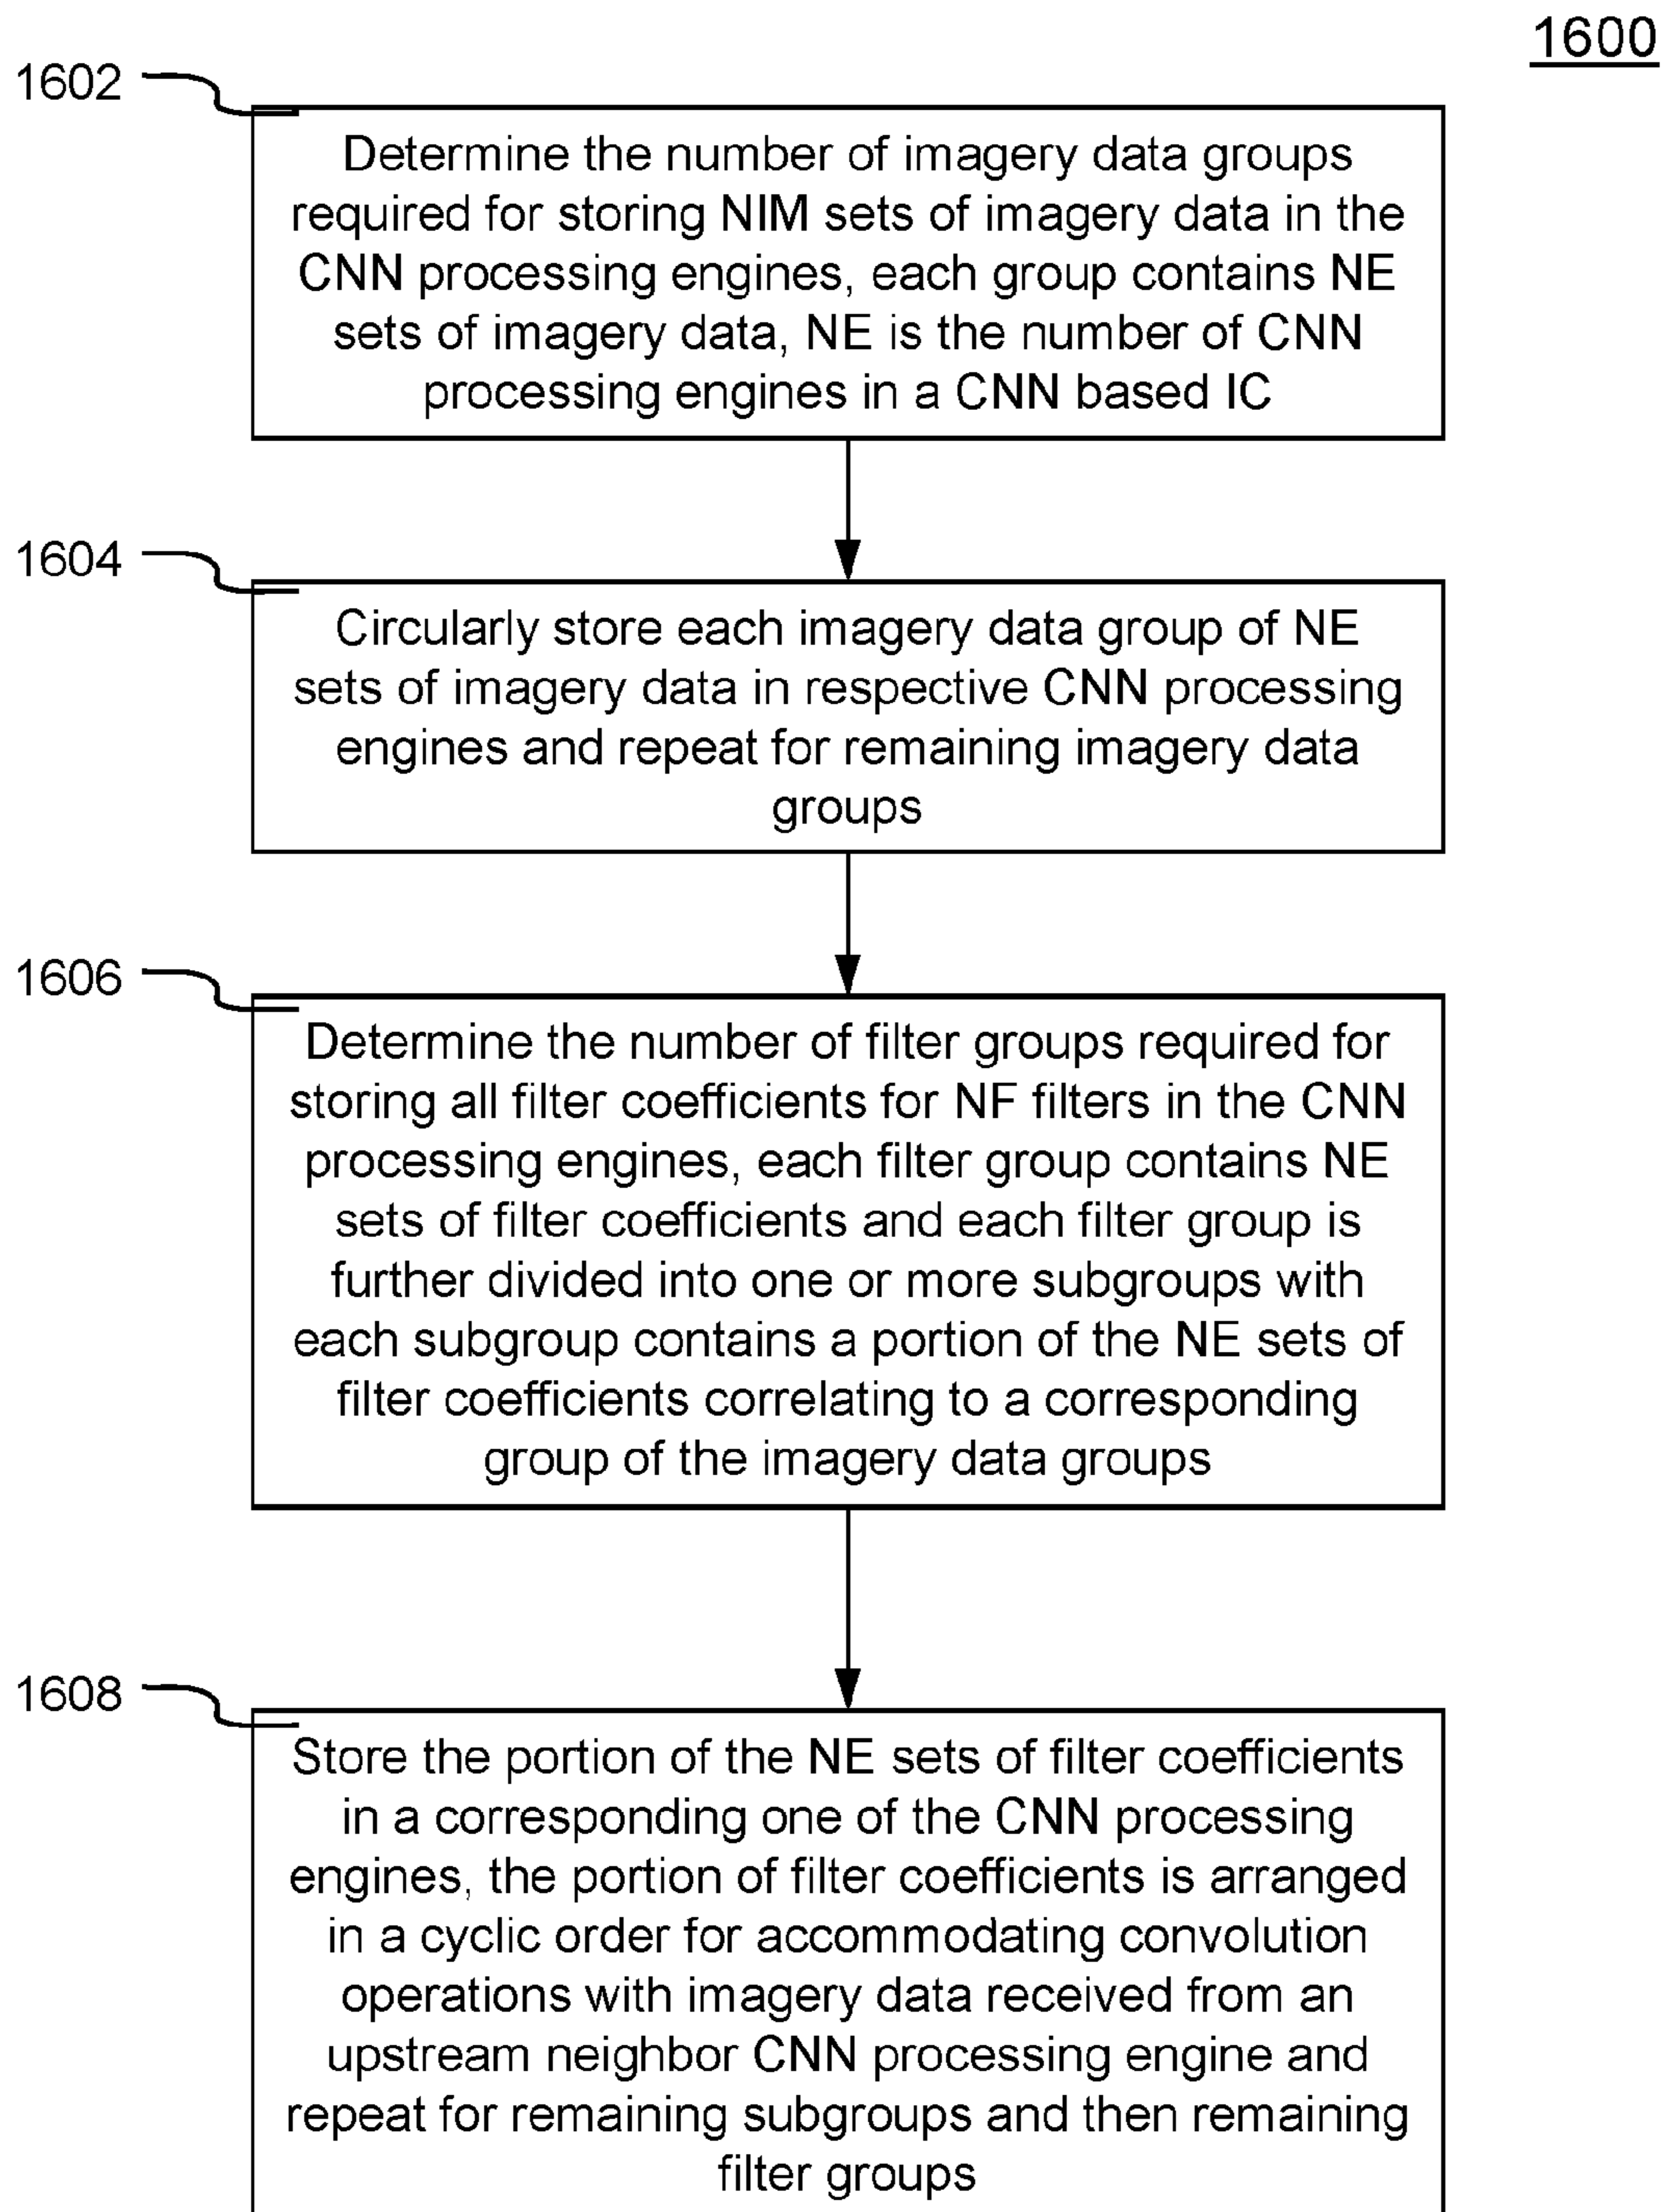 1600
1602
Determine the number of imagery data groups
required for storing NIM sets of imagery data in the
CNN processing engines, each group contains NE
sets of imagery data, NE is the number of CNN
processing engines in a CNN based IC
1604
Circularly store each imagery data group of NE
sets of imagery data in respective CNN processing
engines and repeat for remaining imagery data
groups
1606
Determine the number of filter groups required for
storing all filter coefficients for NF filters in the CNN
processing engines, each filter group contains NE
sets of filter coefficients and each filter group is
further divided into one or more subgroups with
each subgroup contains a portion of the NE sets of
filter coefficients correlating to a corresponding
group of the imagery data groups
1608
Store the portion of the NE sets of filter coefficients
in a corresponding one of the CNN processing
engines, the portion of filter coefficients is arranged
in a cyclic order for accommodating convolution
operations with imagery data received from an
upstream neighbor CNN processing engine and
repeat for remaining subgroups and then remaining
filter groups